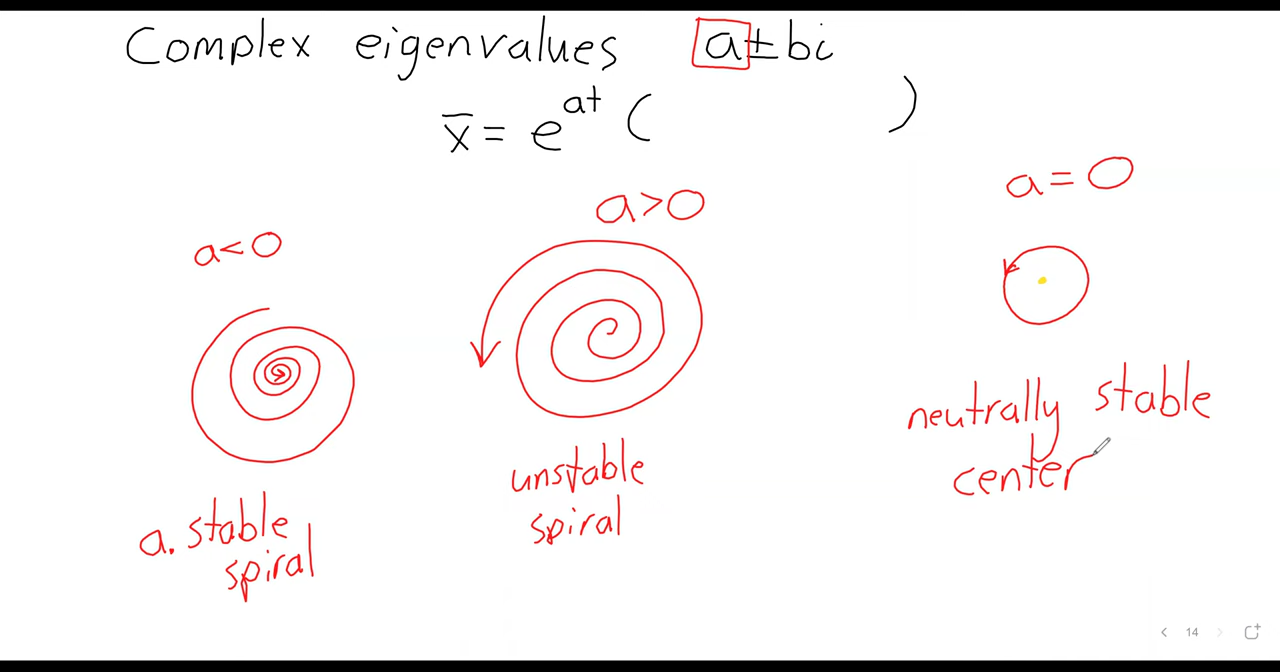 Complex eigenvalues a±bi
x̄ = e^at ( )
a<0
a>0
a=0
a. stable
spiral
unstable
spiral
neutrally stable
center
14